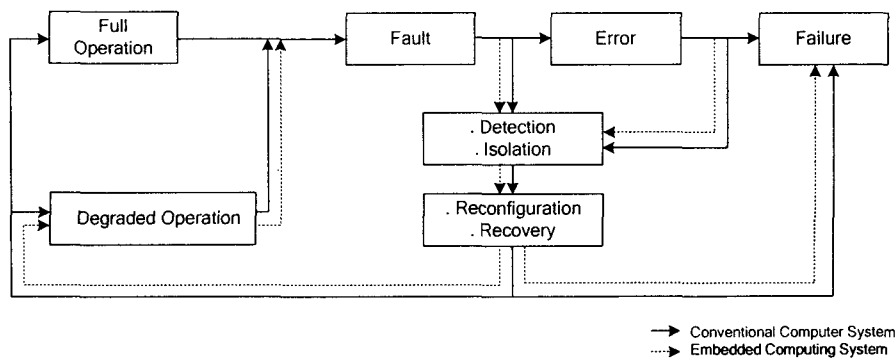 Full
Operation
Fault
Error
Failure
. Detection
. Isolation
Degraded Operation
. Reconfiguration
. Recovery
Conventional Computer System
Embedded Computing System